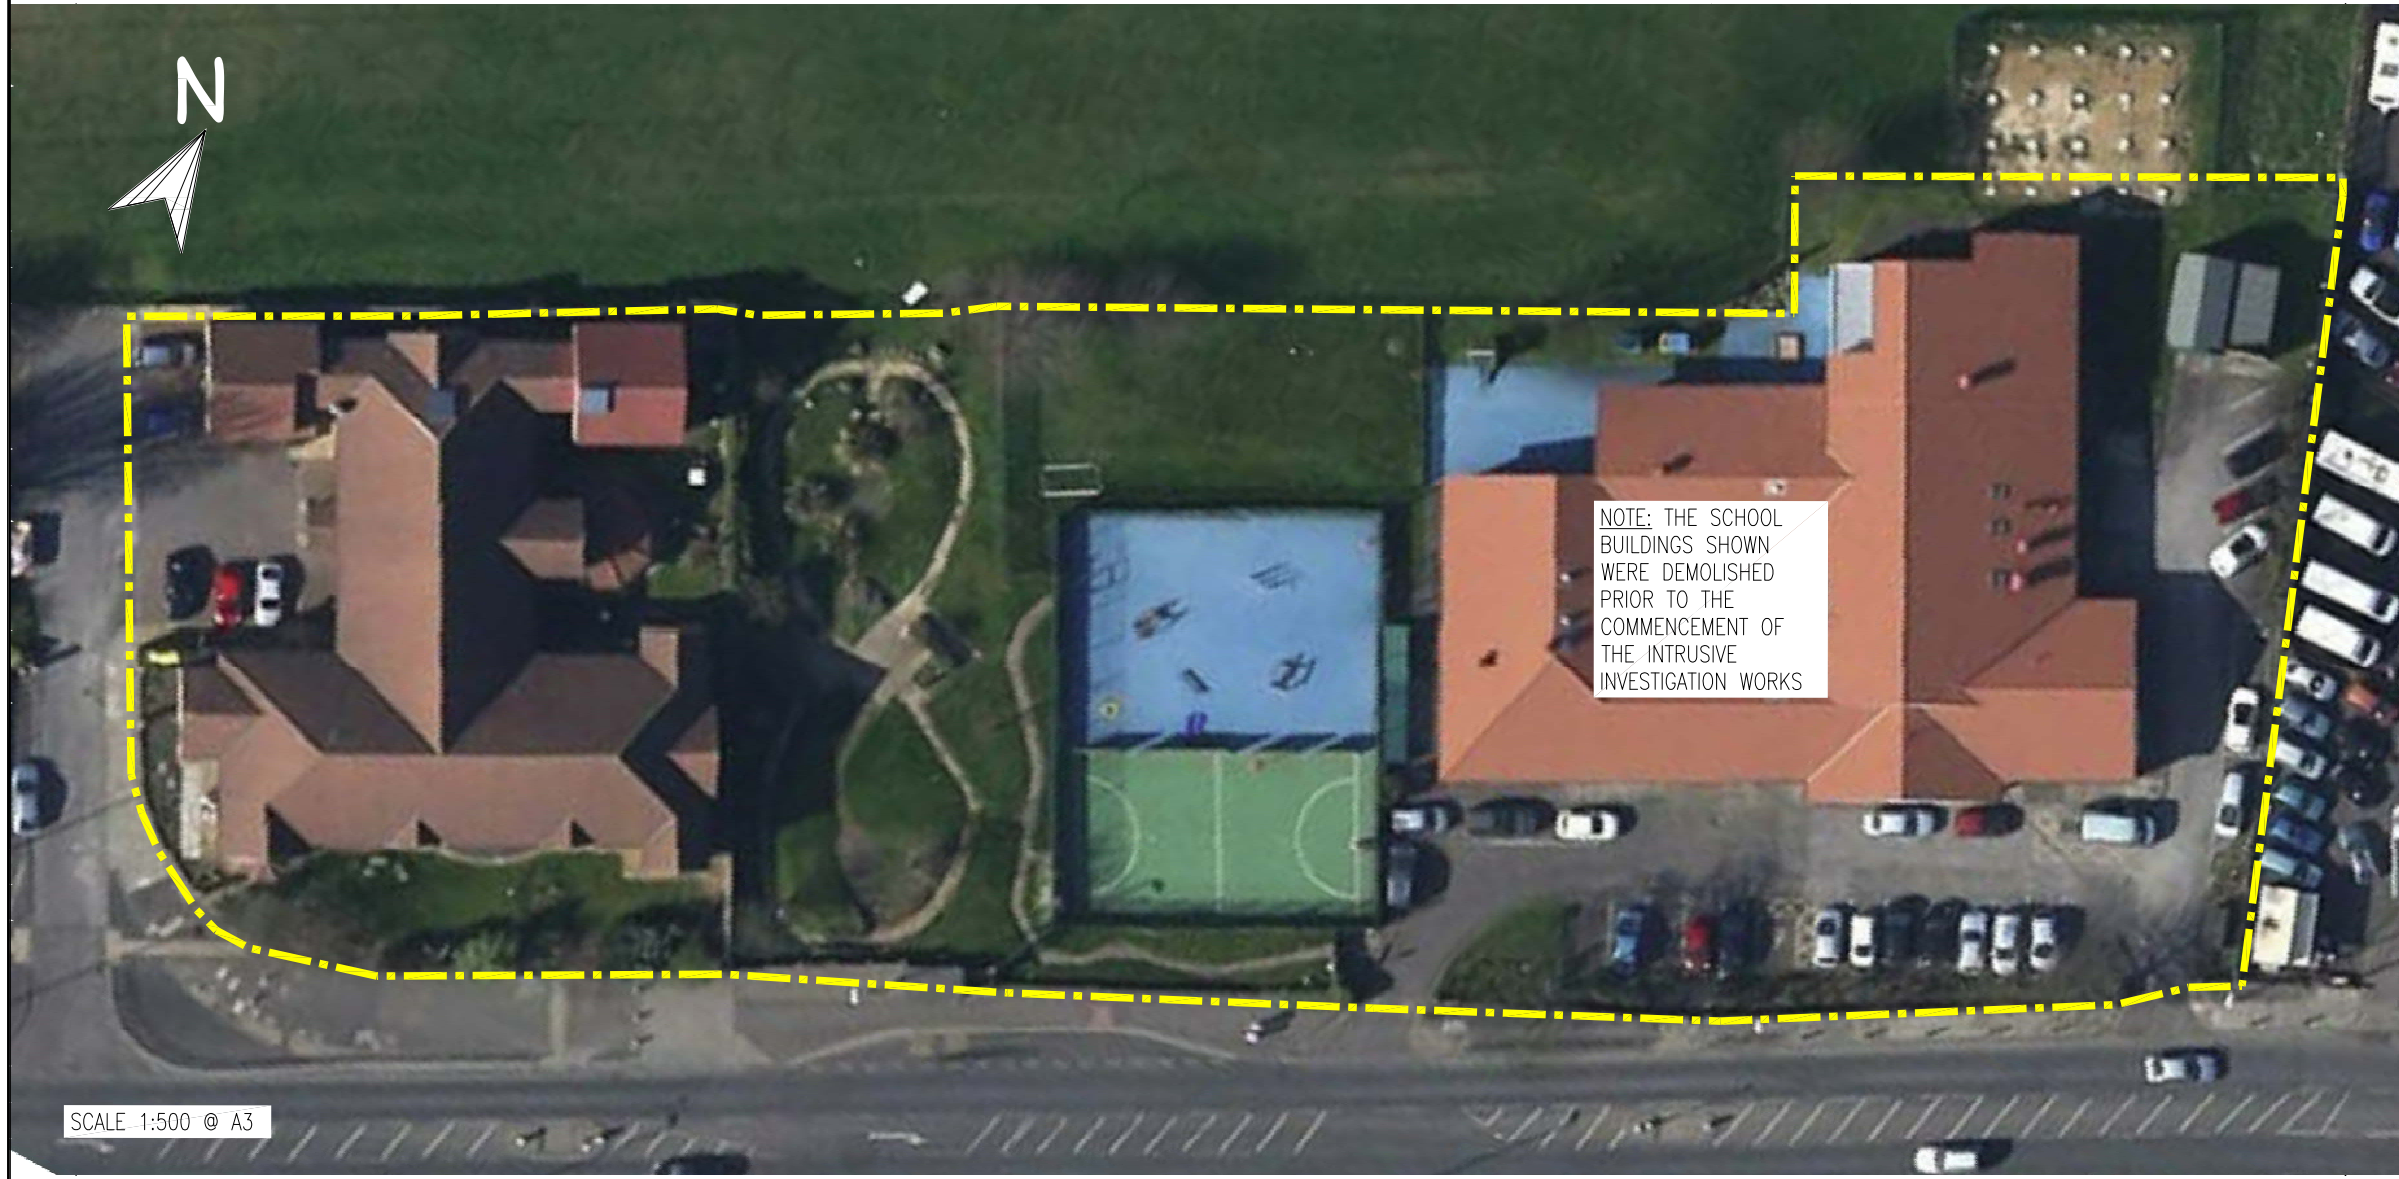 N
NOTE: THE SCHOOL
BUILDINGS SHOWN
WERE DEMOLISHED
PRIOR TO THE
COMMENCEMENT OF
THE INTRUSIVE
INVESTIGATION WORKS
SCALE 1:500 @ A3